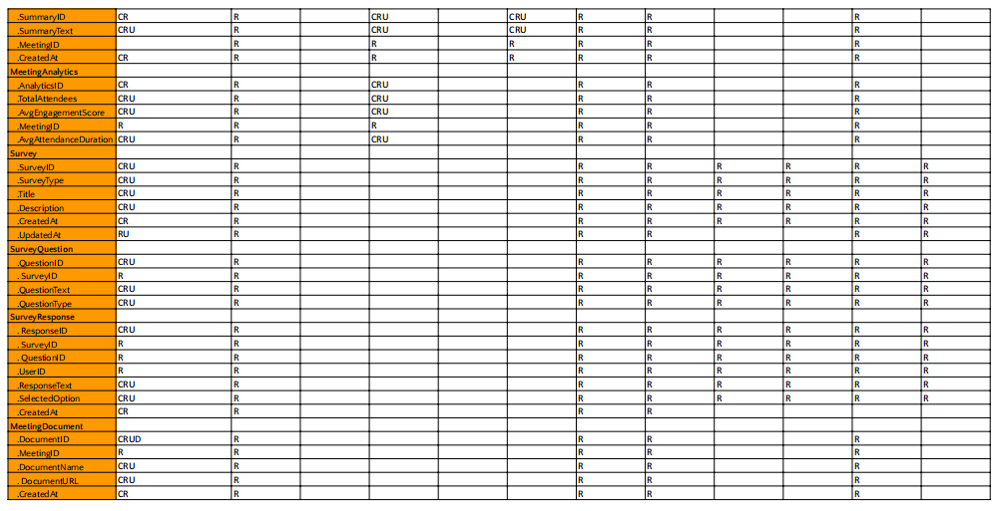 .SummaryID CR R CRU CRU R R R
.SummaryText CRU R CRU CRU R R R
.MeetingID R R R R R R
.CreatedAt CR R R R R R R
MeetingAnalytics
.AnalyticsID CR R CRU R R R
.TotalAttendees CRU R CRU R R R
.AvgEngagementScore CRU R CRU R R R
.MeetingID R R R R R R
.AvgAttendanceDuration CRU R CRU R R R
Survey
.SurveyID CRU R R R R R R R
.SurveyType CRU R R R R R R R
.Title CRU R R R R R R R
.Description CRU R R R R R R R
.CreatedAt CR R R R R R R R
.UpdatedAt RU R R R R R
SurveyQuestion
.QuestionID CRU R R R R R R R
. SurveyID R R R R R R R R
.QuestionText CRU R R R R R R R
.QuestionType CRU R R R R R R R
SurveyResponse
. ResponseID CRU R R R R R R R
. SurveyID R R R R R R R R
. QuestionID R R R R R R R R
.UserID R R R R R R R R
.ResponseText CRU R R R R R R R
.SelectedOption CRU R R R R R R R
.CreatedAt CR R R R
MeetingDocument
.DocumentID CRUD R R R R
.MeetingID R R R R R
.DocumentName CRU R R R R
. DocumentURL CRU R R R R
.CreatedAt CR R R R R